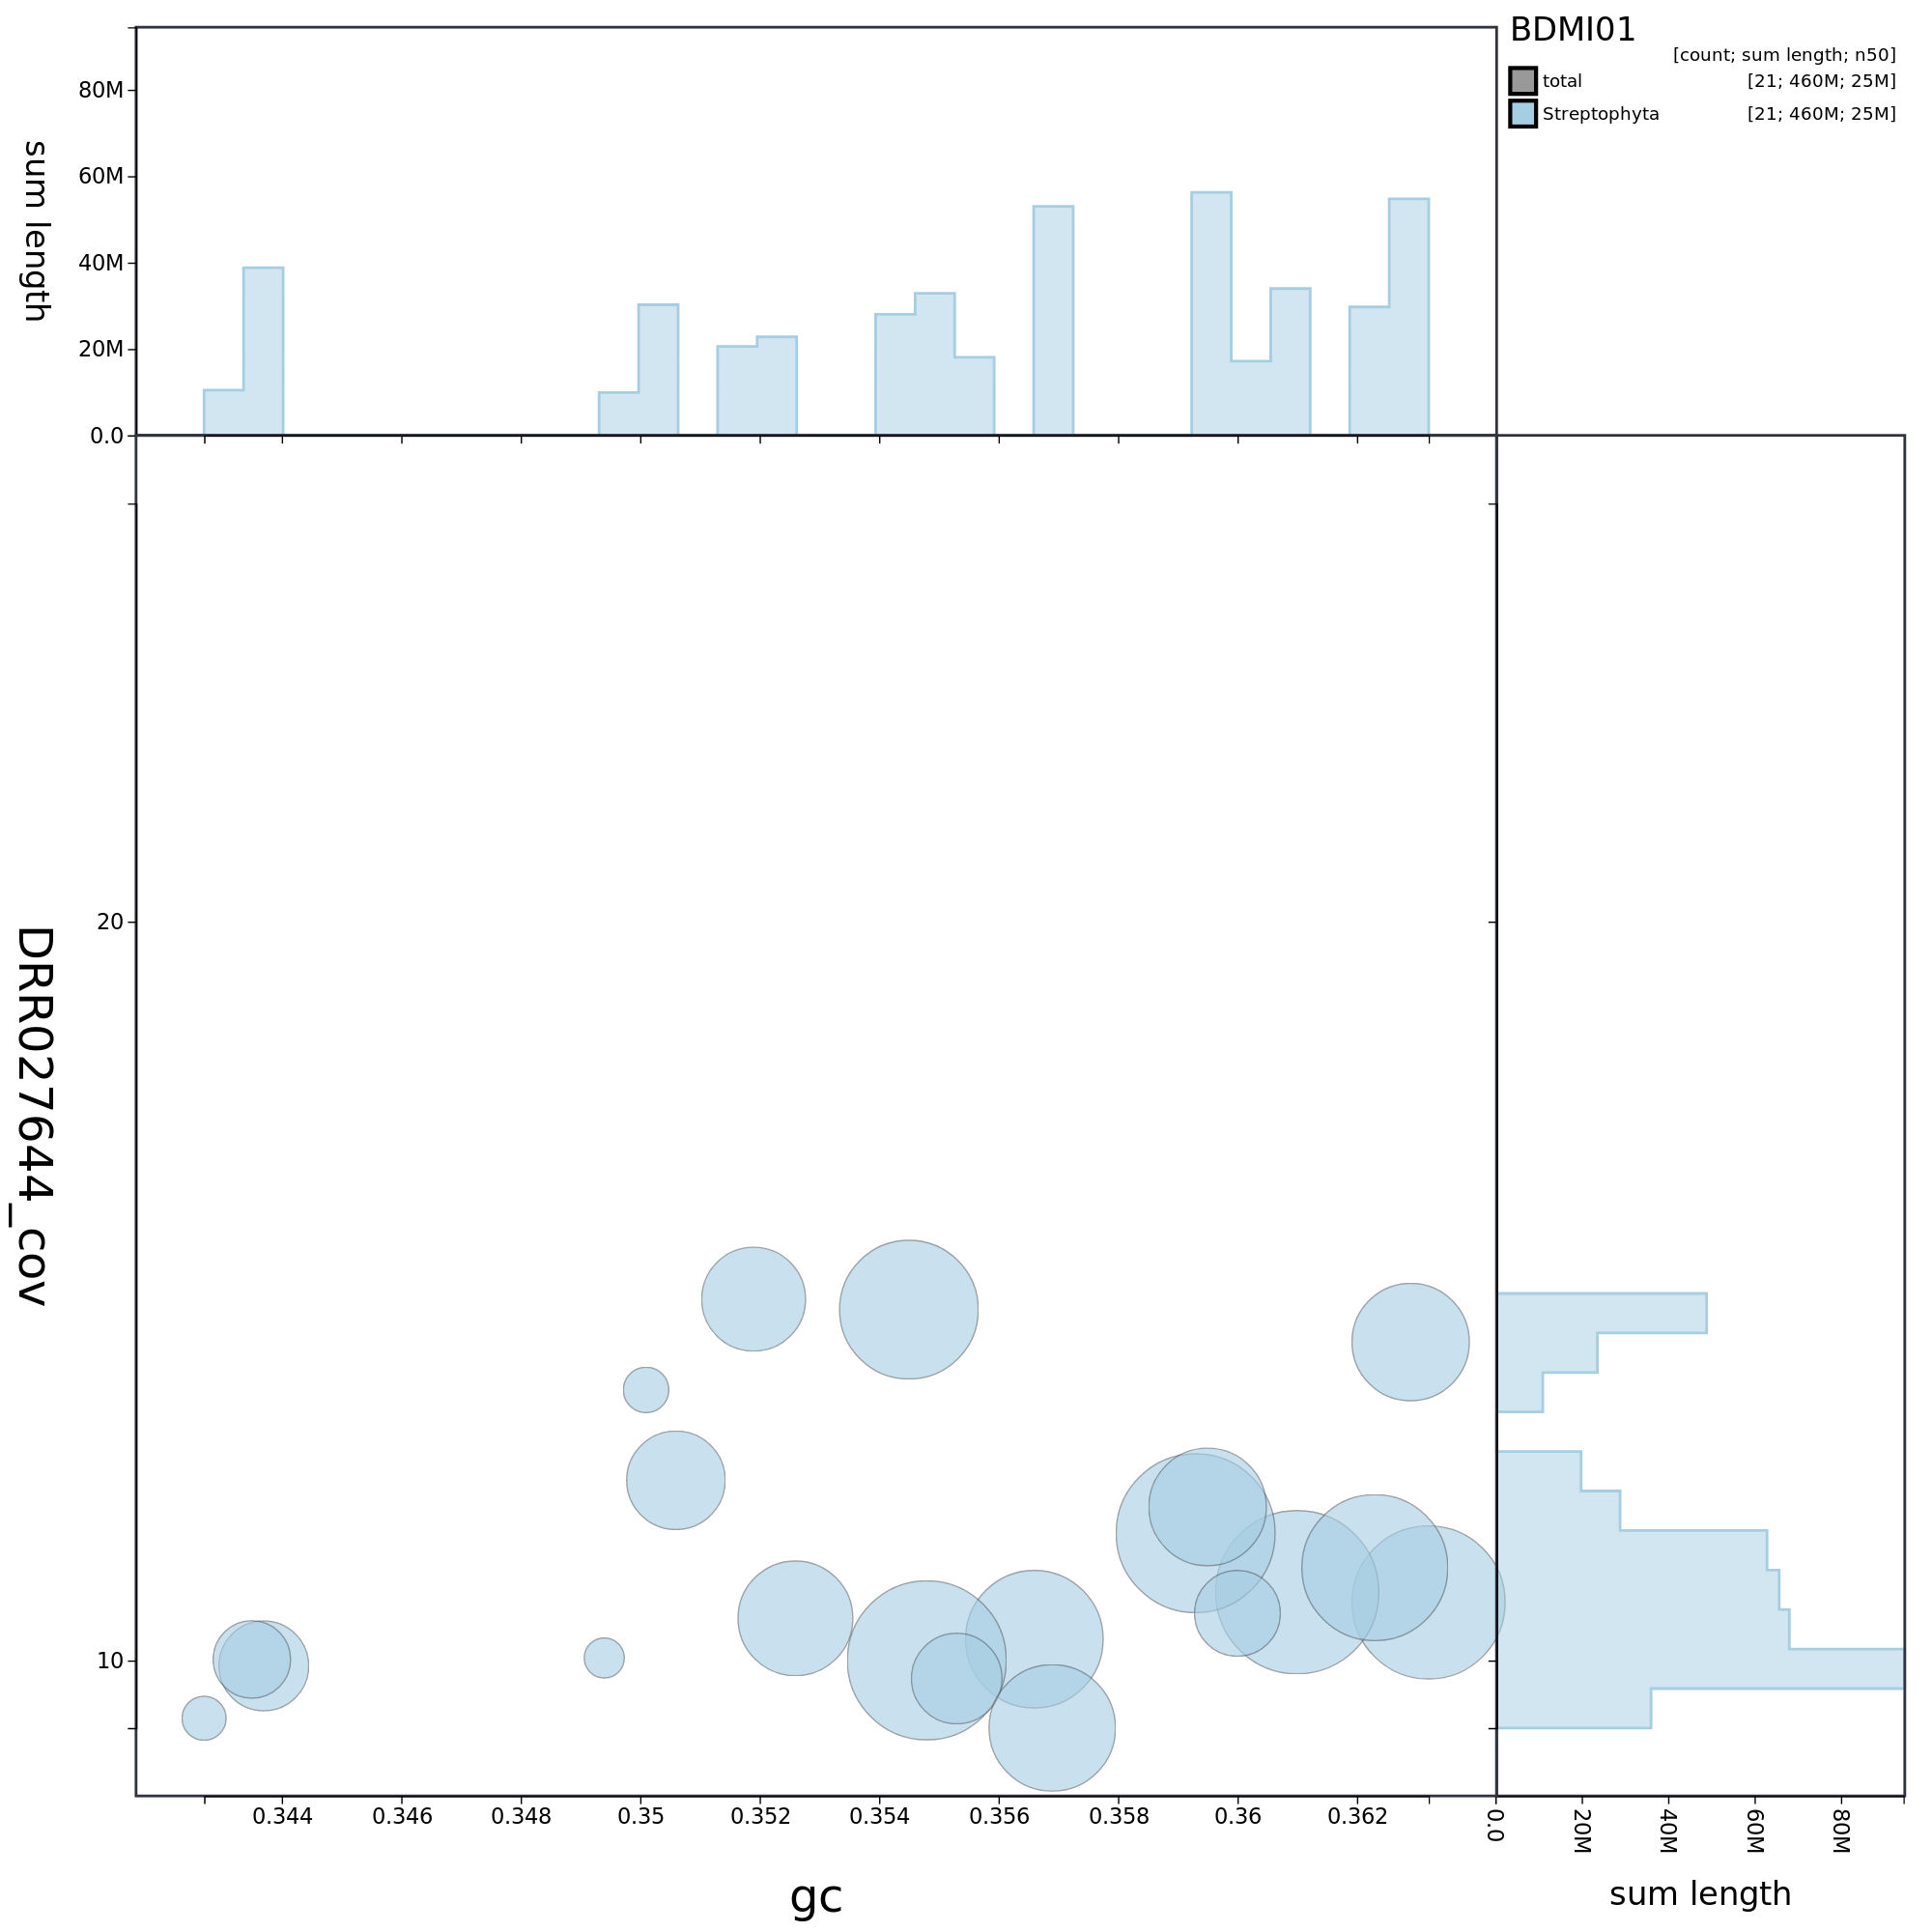 BDMI01
[count; sum length; n50]
total [21; 460M; 25M]
Streptophyta [21; 460M; 25M]
sum length
80M
60M
40M
20M
0.0
DRR027644_cov
20
10
0.344 0.346 0.348 0.35 0.352 0.354 0.356 0.358 0.36 0.362
gc
0.0 20M 40M 60M 80M
sum length